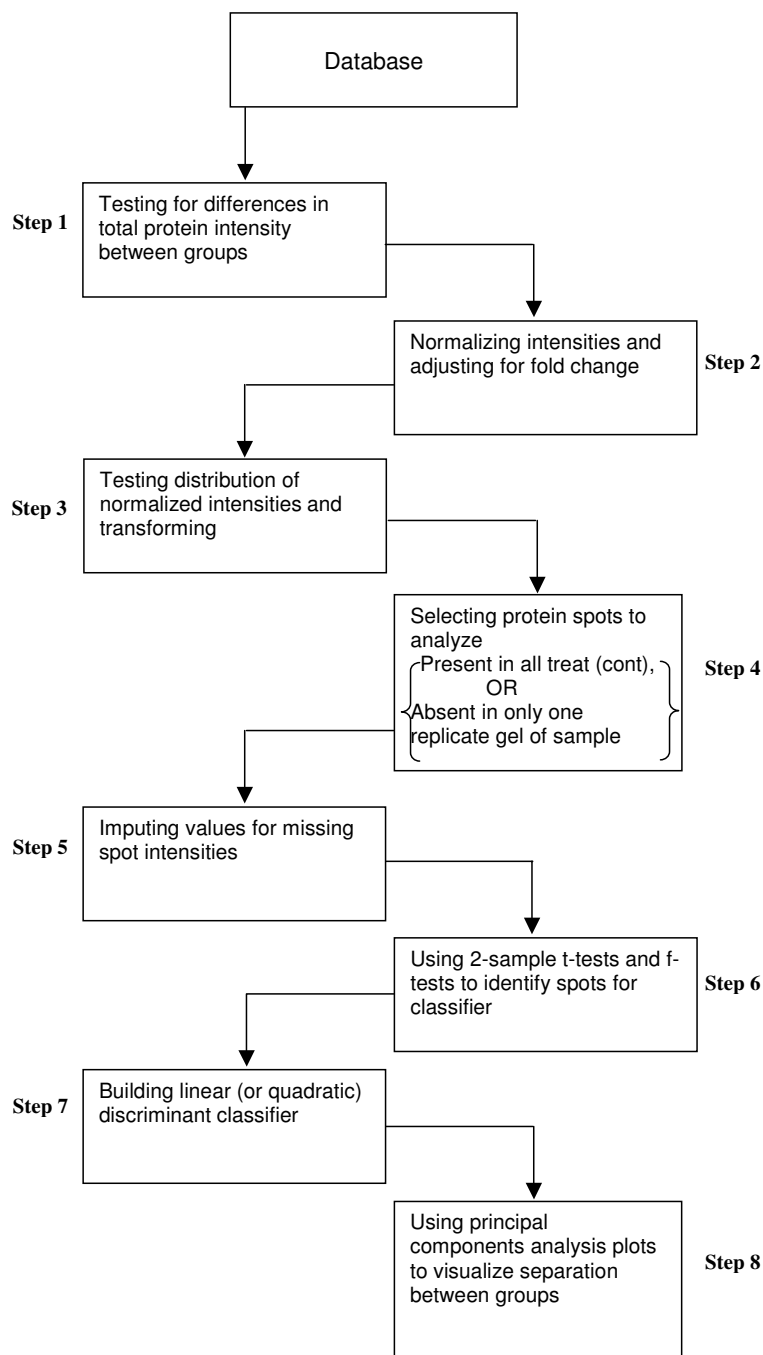 Database
Step 1
Testing for differences in
total protein intensity
between groups
Normalizing intensities and
adjusting for fold change
Step 2
Step 3
Testing distribution of
normalized intensities and
transforming
Selecting protein spots to
analyze
Present in all treat (cont),
OR
Absent in only one
replicate gel of sample
Step 4
Step 5
Imputing values for missing
spot intensities
Using 2-sample t-tests and f-
tests to identify spots for
classifier
Step 6
Step 7
Building linear (or quadratic)
discriminant classifier
Using principal
components analysis plots
to visualize separation
between groups
Step 8